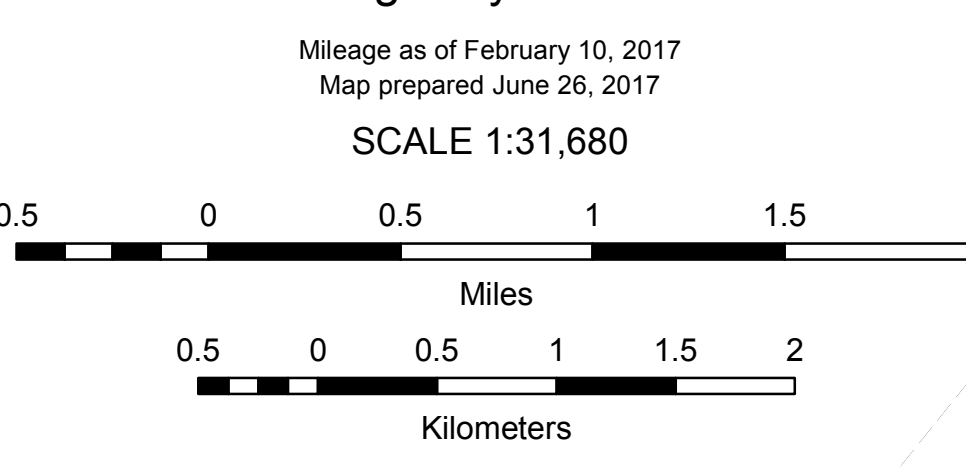 Mileage as of February 10, 2017
Map prepared June 26, 2017
SCALE 1:31,680
0.5 0 0.5 1 1.5
Miles
0.5 0 0.5 1 1.5 2
Kilometers